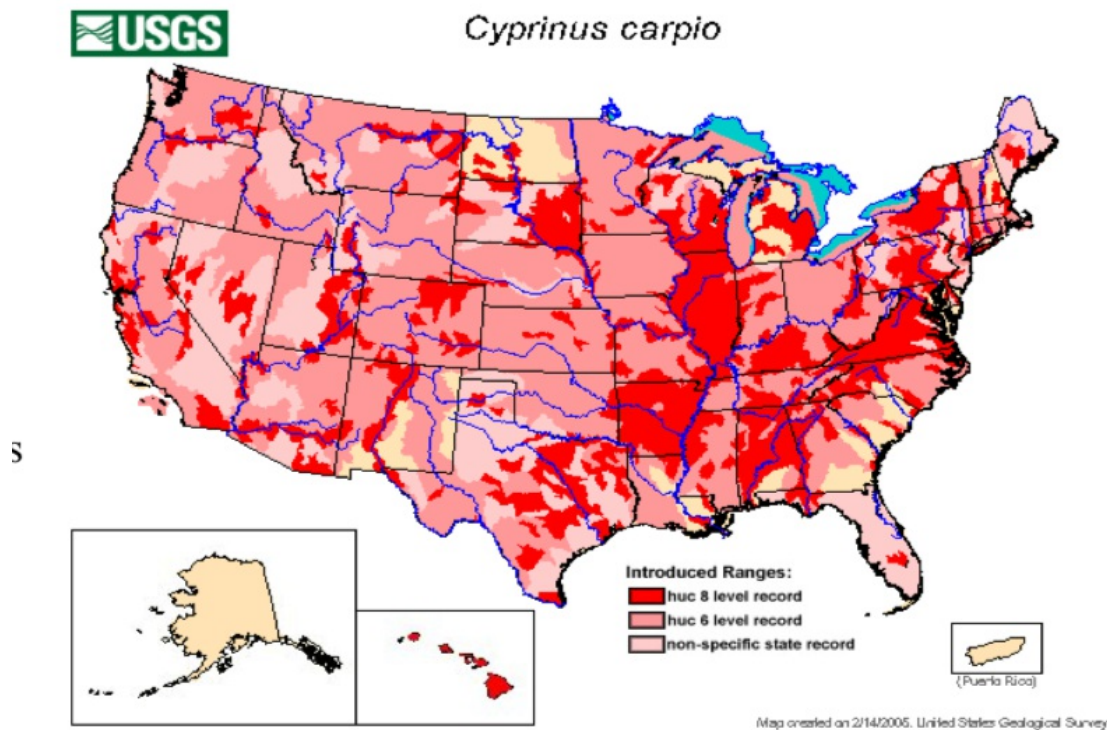 USGS
Cyprinus carpio
s
Introduced Ranges:
huc 8 level record
huc 6 level record
non-specific state record
(Puerto Rico)
Map created on 2/14/2005. United States Geological Survey